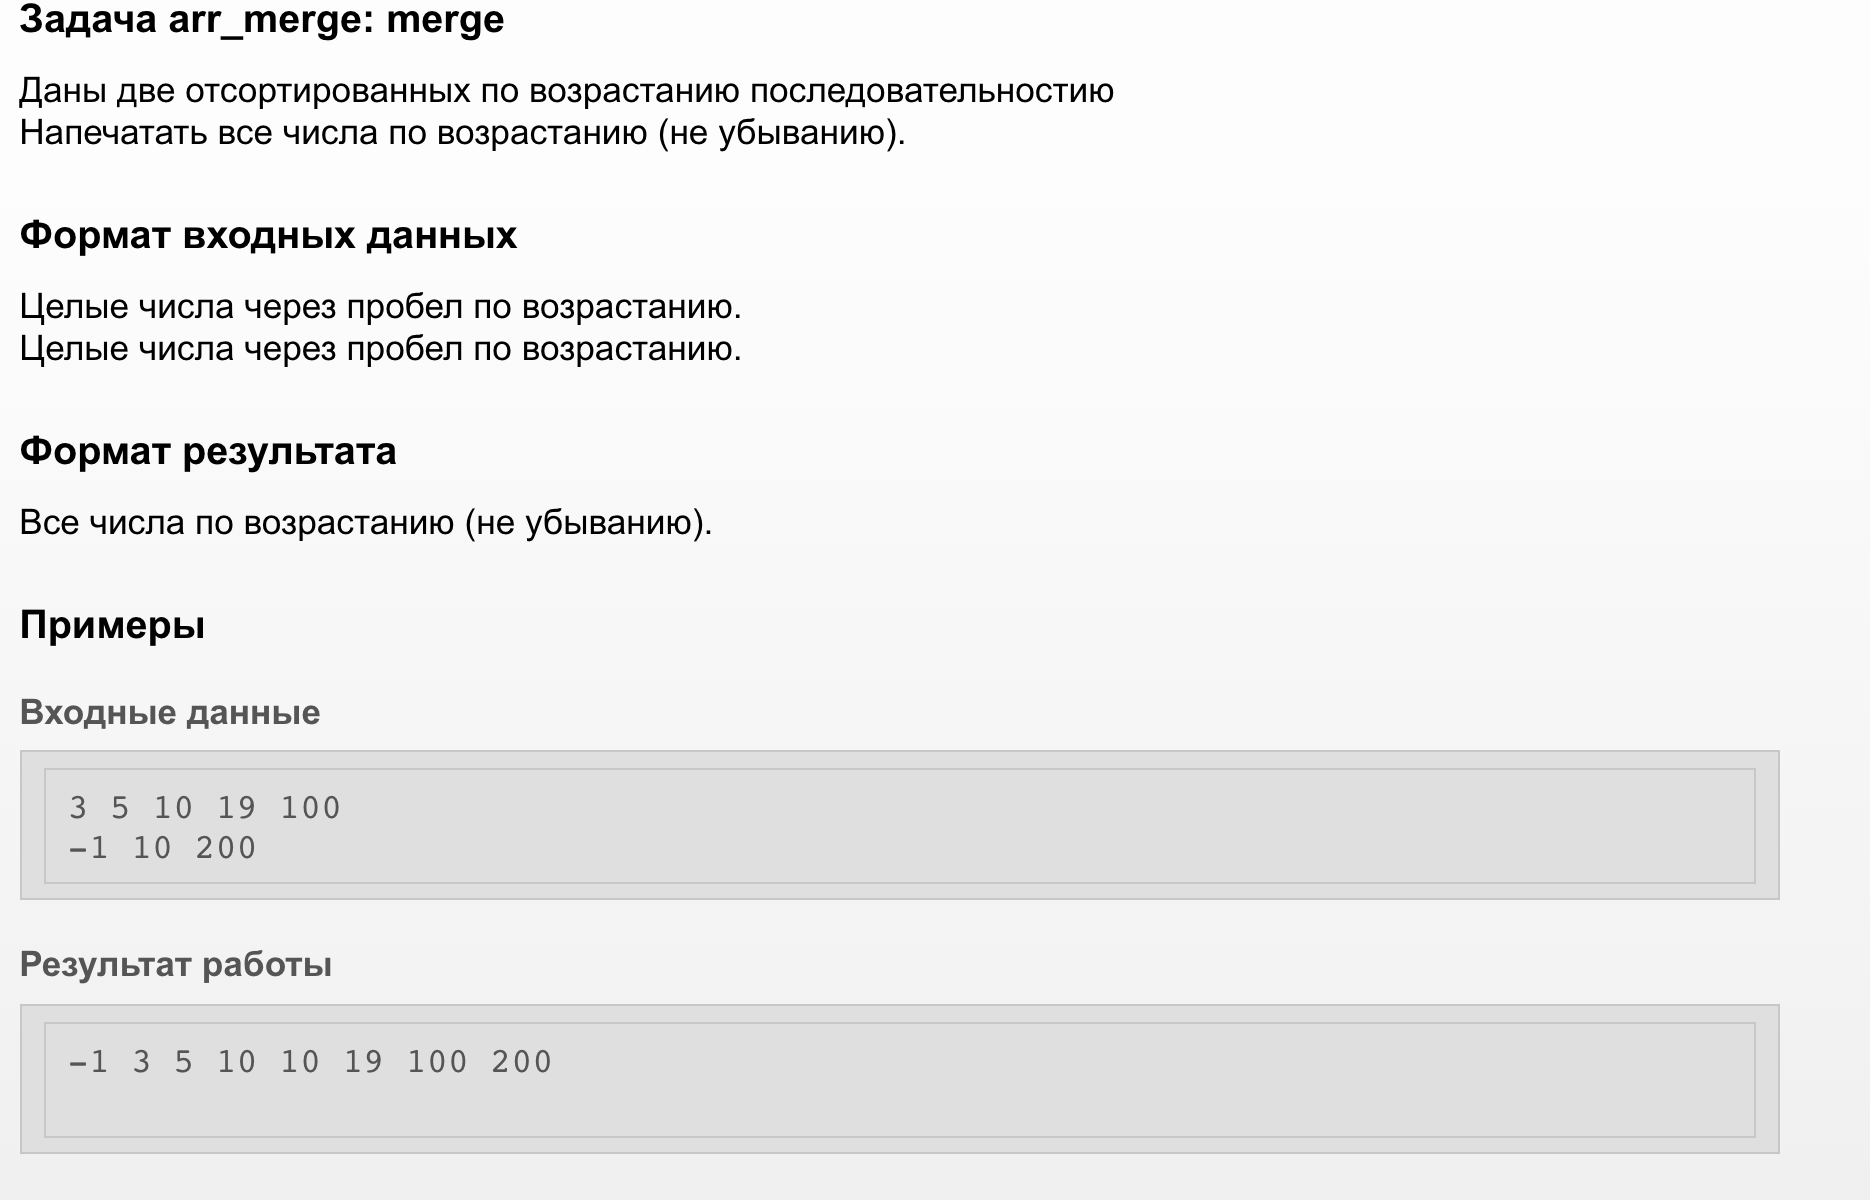 Задача arr_merge: merge
Даны две отсортированных по возрастанию последовательностию
Напечатать все числа по возрастанию (не убыванию).
Формат входных данных
Целые числа через пробел по возрастанию.
Целые числа через пробел по возрастанию.
Формат результата
Все числа по возрастанию (не убыванию).
Примеры
Входные данные
3 5 10 19 100
-1 10 200
Результат работы
-1 3 5 10 10 19 100 200